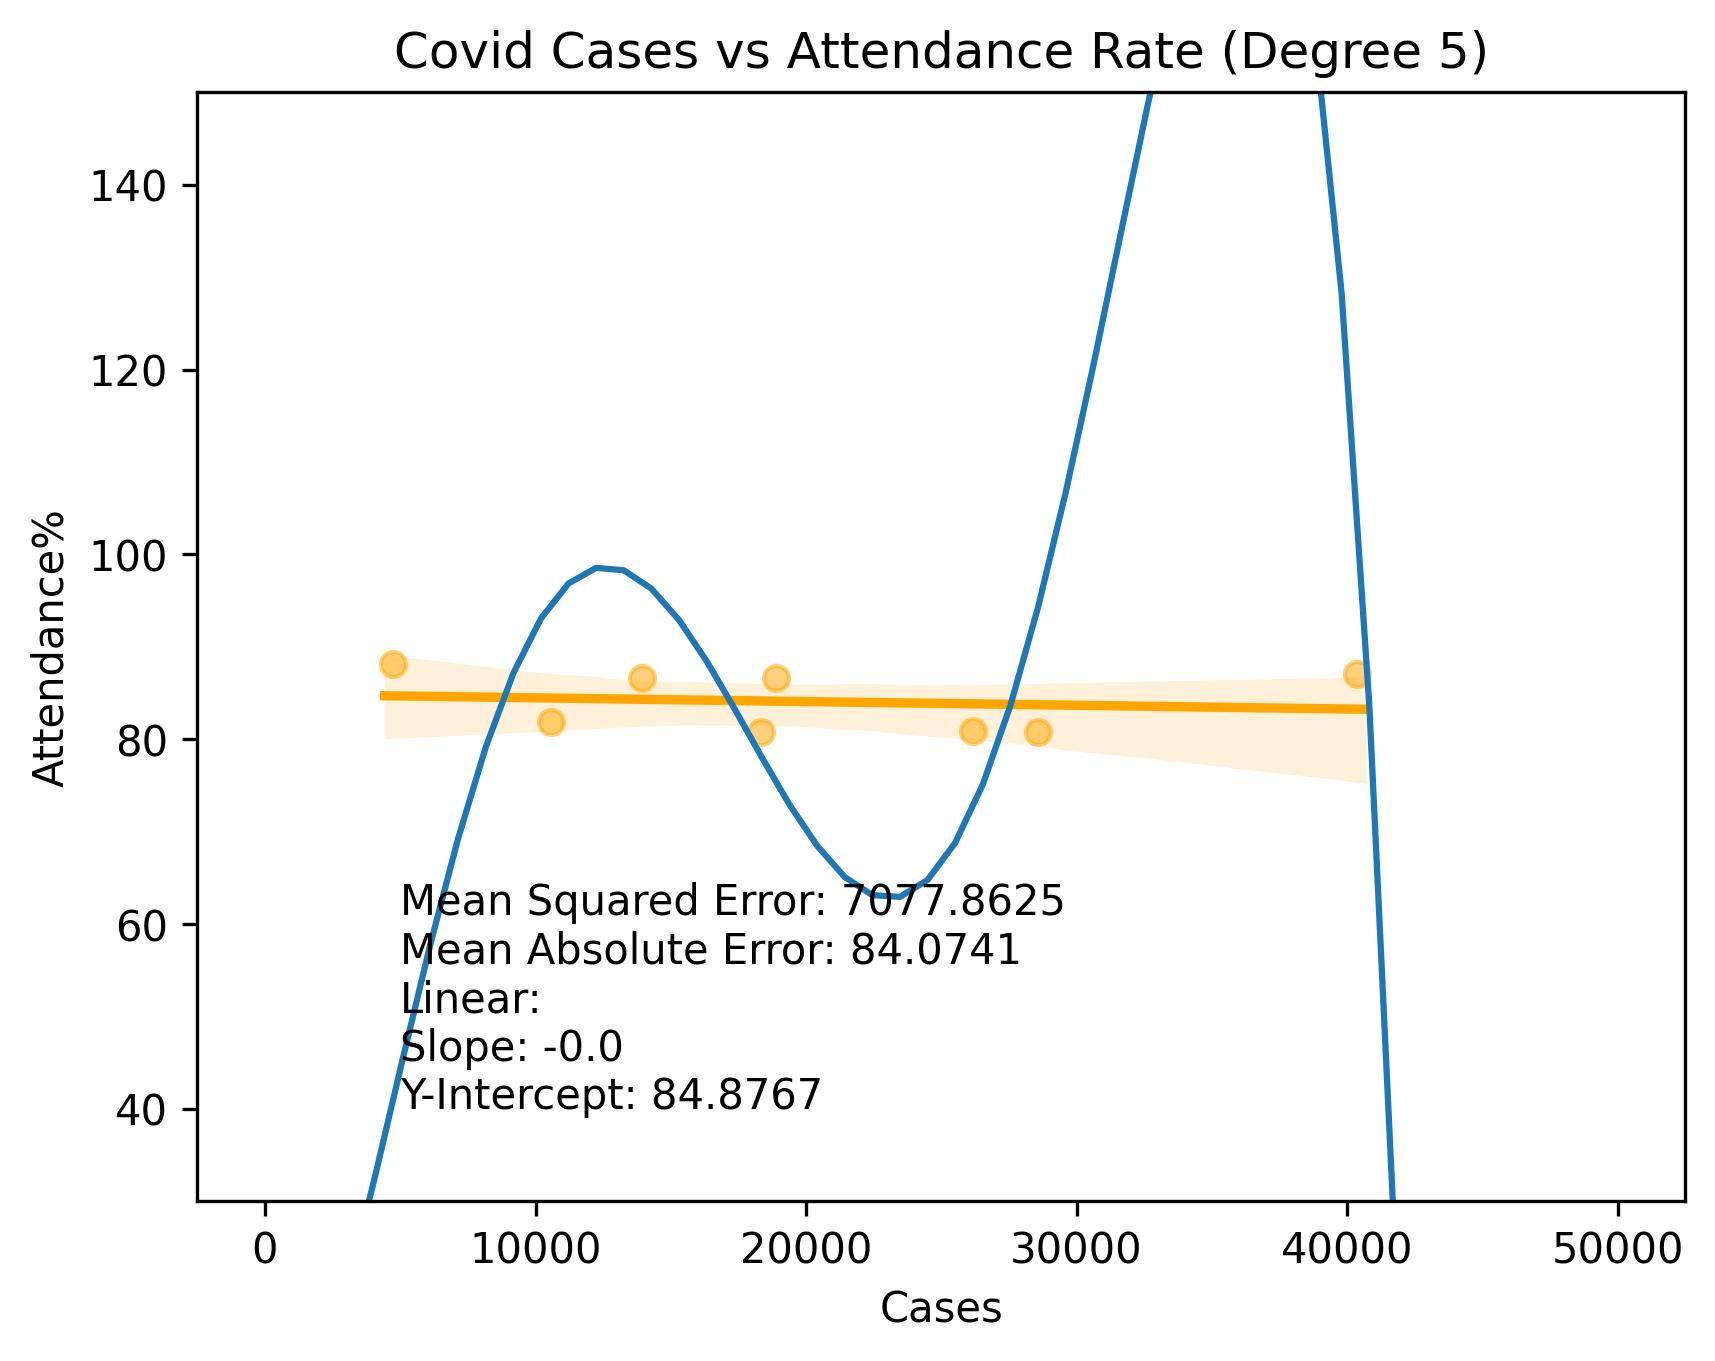 Covid Cases vs Attendance Rate (Degree 5)
140
120
100
80
60
40
Attendance%
Mean Squared Error: 7077.8625
Mean Absolute Error: 84.0741
Linear:
Slope: -0.0
Y-Intercept: 84.8767
0 10000 20000 30000 40000 50000
Cases